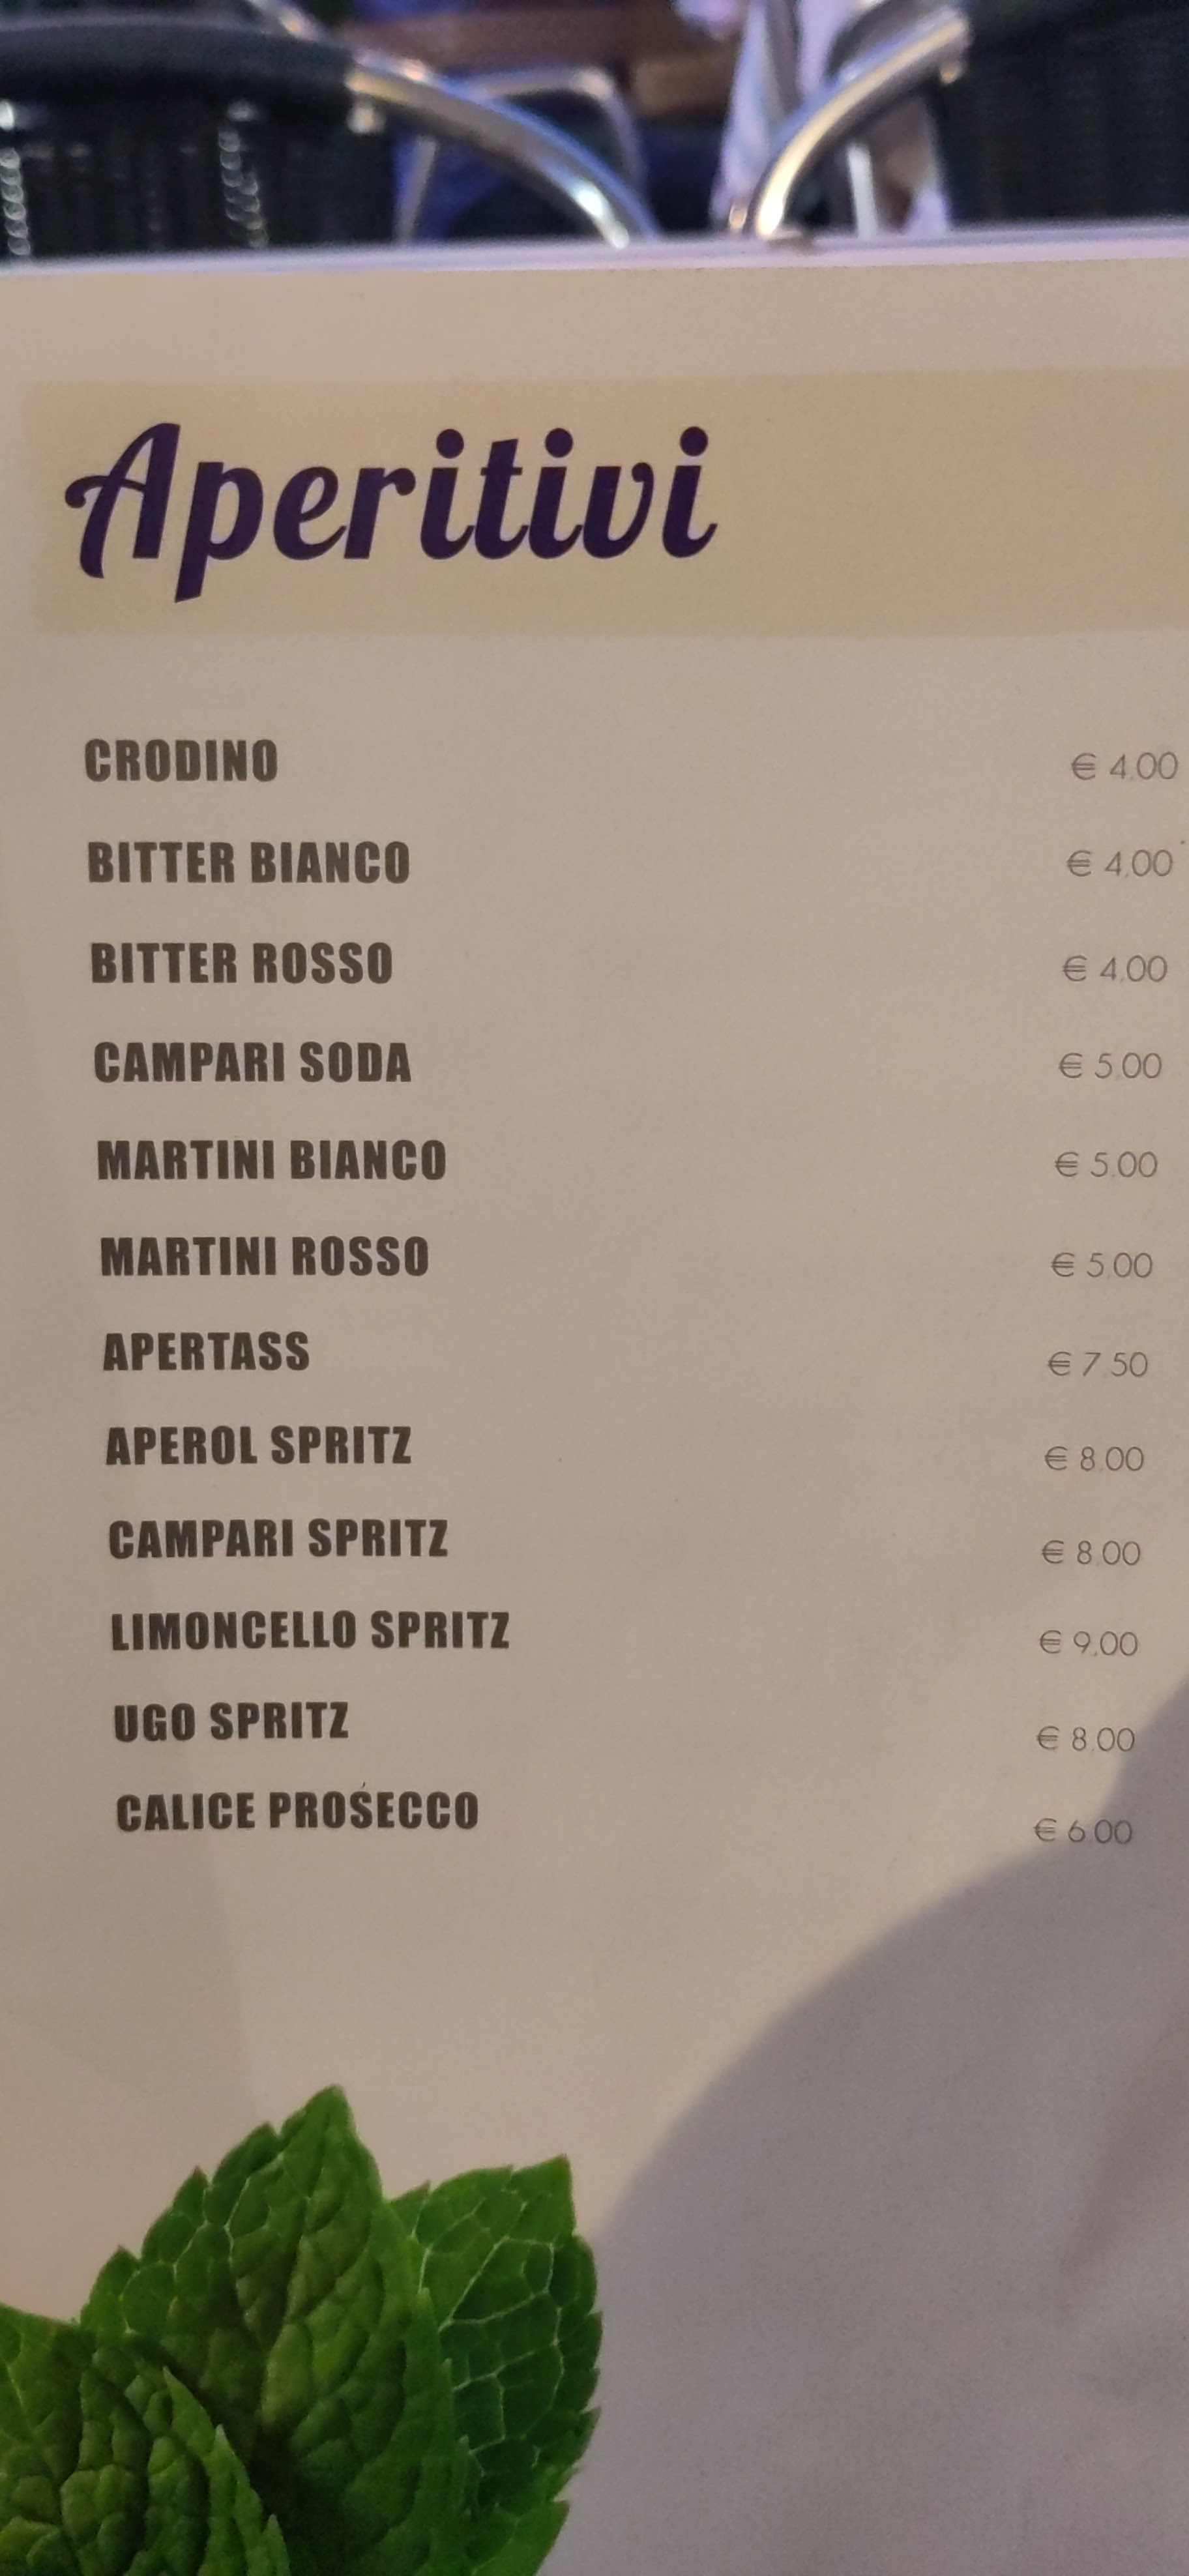 Aperitivi
CRODINO € 4.00
BITTER BIANCO € 4.00
BITTER ROSSO € 4.00
CAMPARI SODA € 5.00
MARTINI BIANCO € 5.00
MARTINI ROSSO € 5.00
APERTASS € 7.50
APEROL SPRITZ € 8.00
CAMPARI SPRITZ € 8.00
LIMONCELLO SPRITZ € 9,00
UGO SPRITZ € 8.00
CALICE PROSECCO € 6.00